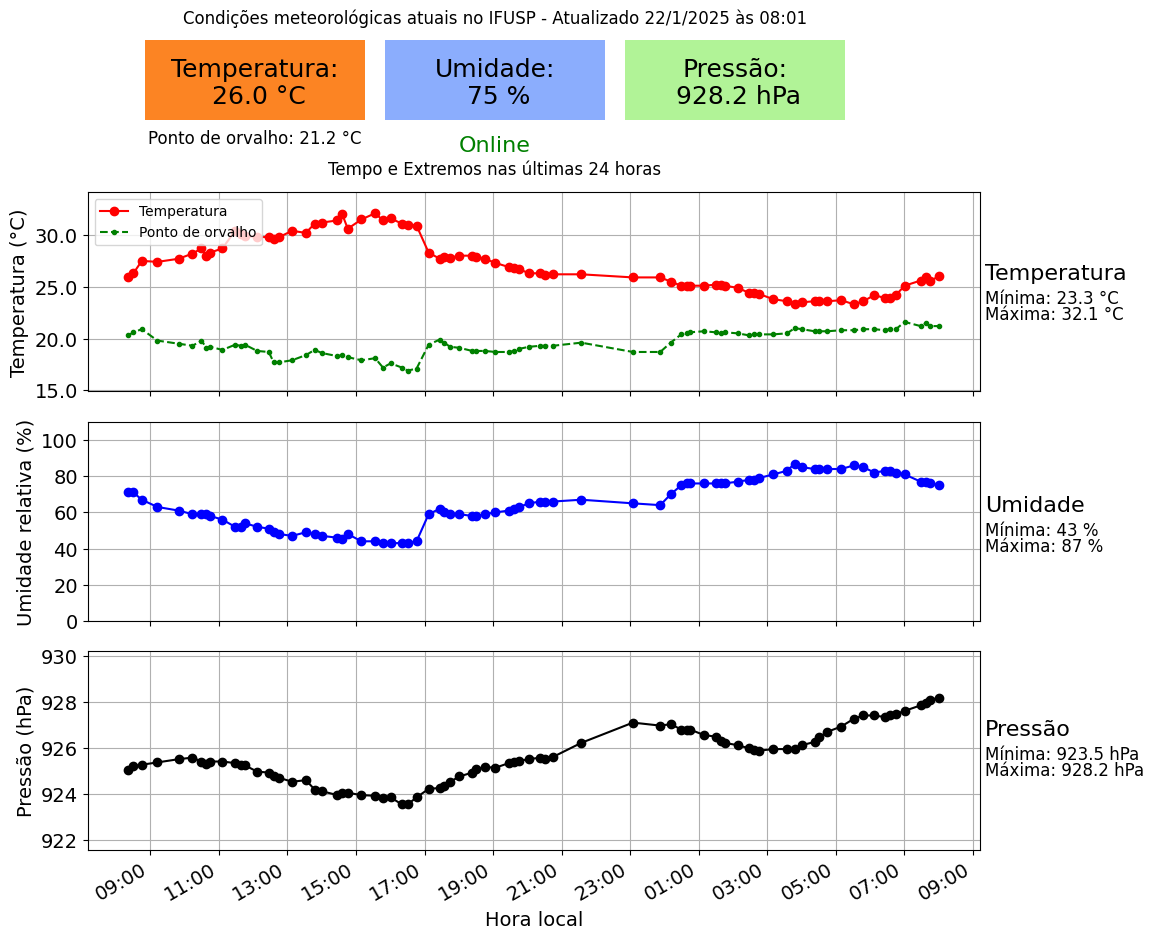 Condições meteorológicas atuais no IFUSP - Atualizado 22/1/2025 às 08:01
Temperatura:
26.0 °C
Umidade:
75 %
Pressão:
928.2 hPa
Ponto de orvalho: 21.2 °C
Online
Tempo e Extremos nas últimas 24 horas
Temperatura (°C)
30.0
25.0
20.0
15.0
Temperatura
Ponto de orvalho
Temperatura
Mínima: 23.3 °C
Máxima: 32.1 °C
Umidade relativa (%)
100
80
60
40
20
0
Umidade
Mínima: 43 %
Máxima: 87 %
Pressão (hPa)
930
928
926
924
922
Pressão
Mínima: 923.5 hPa
Máxima: 928.2 hPa
09:00 11:00 13:00 15:00 17:00 19:00 21:00 23:00 01:00 03:00 05:00 07:00 09:00
Hora local